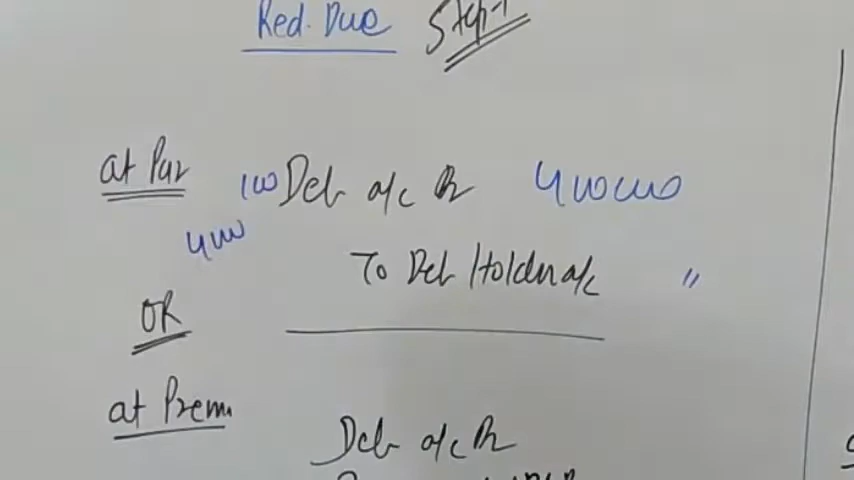 Red. Due Step-1
at Par 100 Deb a/c Dr 400000
4000
To Deb Holder a/c "
OR
at Prem.
Deb a/c Dr